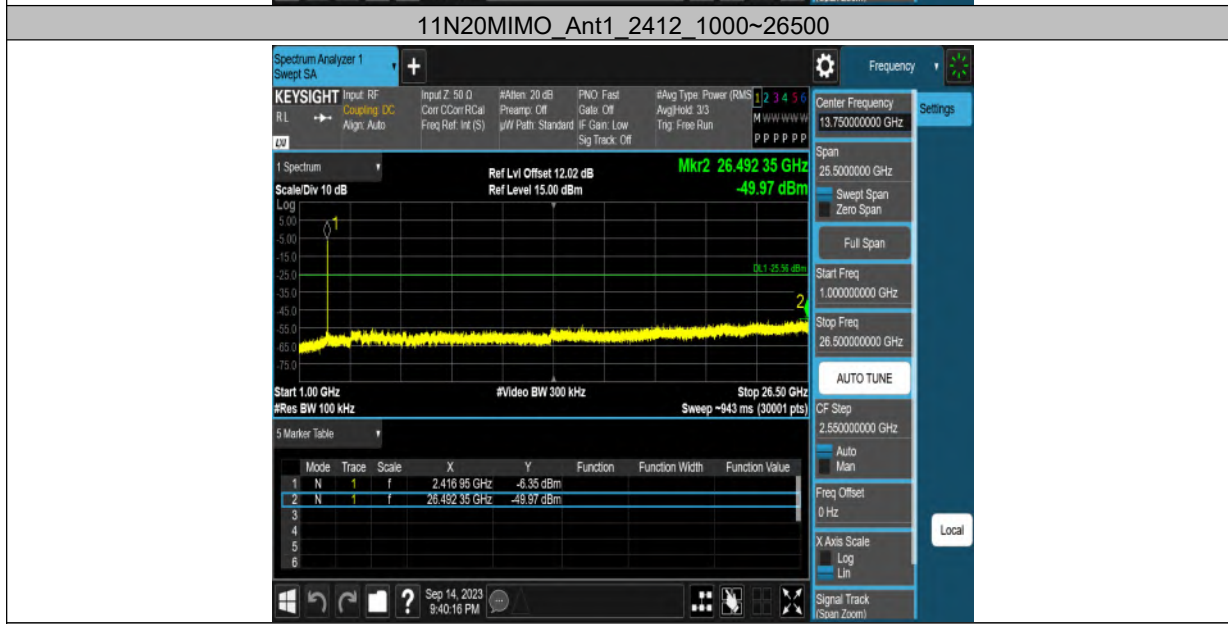 11N20MIMO_Ant1_2412_1000~26500
Spectrum Analyzer 1
Swept SA
Frequency
KEYSIGHT
RL
LXI
Input: RF
Coupling: DC
Align: Auto
Input Z: 50 Ω
Corr CCorr RCal
Freq Ref: Int (S)
#Atten: 20 dB
Preamp: Off
µW Path: Standard
PNO: Fast
Gate: Off
IF Gain: Low
Sig Track: Off
#Avg Type: Power (RMS
Avg|Hold: 3/3
Trig: Free Run
1 2 3 4 5 6
M W W W W W
P P P P P P
1 Spectrum
Scale/Div 10 dB
Ref Lvl Offset 12.02 dB
Ref Level 15.00 dBm
Mkr2 26.492 35 GHz
-49.97 dBm
Log
5.00
-5.00
-15.0
-25.0
-35.0
-45.0
-55.0
-65.0
-75.0
1
DL1 -25.56 dBm
2
Start 1.00 GHz
#Res BW 100 kHz
#Video BW 300 kHz
Stop 26.50 GHz
Sweep ~943 ms (30001 pts)
5 Marker Table
Mode Trace Scale X Y Function Function Width Function Value
1 N 1 f 2.416 95 GHz -6.35 dBm
2 N 1 f 26.492 35 GHz -49.97 dBm
3
4
5
6
Sep 14, 2023
9:40:16 PM
Center Frequency
13.750000000 GHz
Settings
Span
25.5000000 GHz
Swept Span
Zero Span
Full Span
Start Freq
1.000000000 GHz
Stop Freq
26.500000000 GHz
AUTO TUNE
CF Step
2.550000000 GHz
Auto
Man
Freq Offset
0 Hz
X Axis Scale
Log
Lin
Local
Signal Track
(Span Zoom)